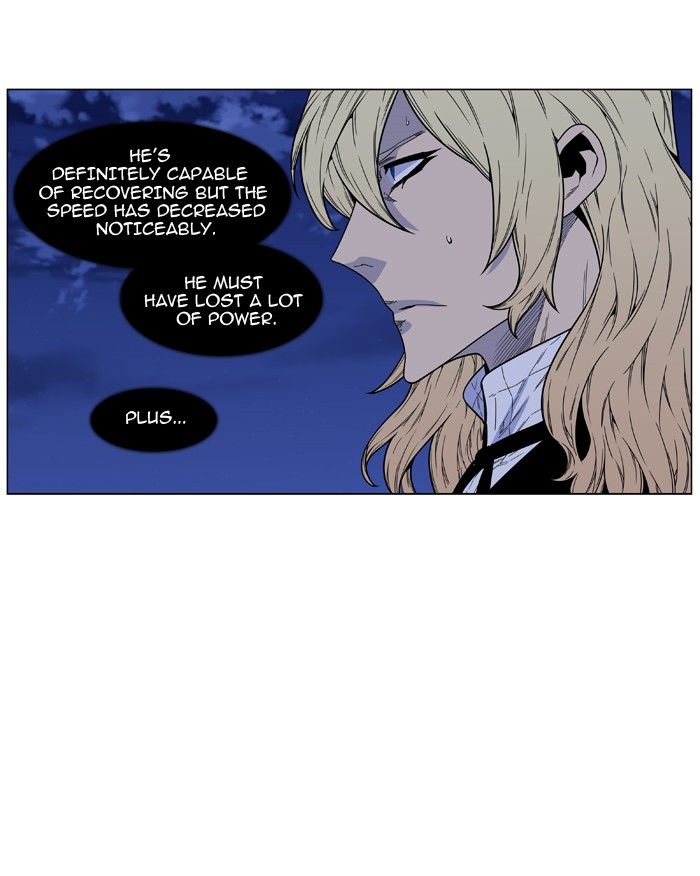 HE'S
DEFINITELY CAPABLE
OF RECOVERING BUT THE
SPEED HAS DECREASED
NOTICEABLY.
HE MUST
HAVE LOST A LOT
OF POWER.
PLUS...